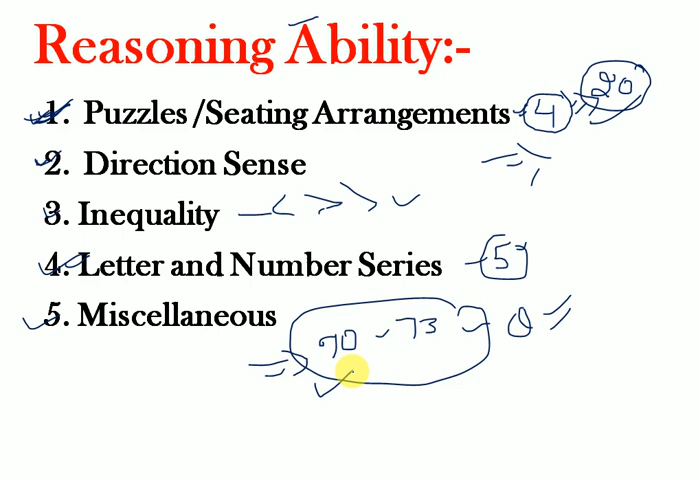 Reasoning Ability:-
1. Puzzles /Seating Arrangements 4 20
2. Direction Sense
3. Inequality < > >
4. Letter and Number Series 5
5. Miscellaneous
70 - 73